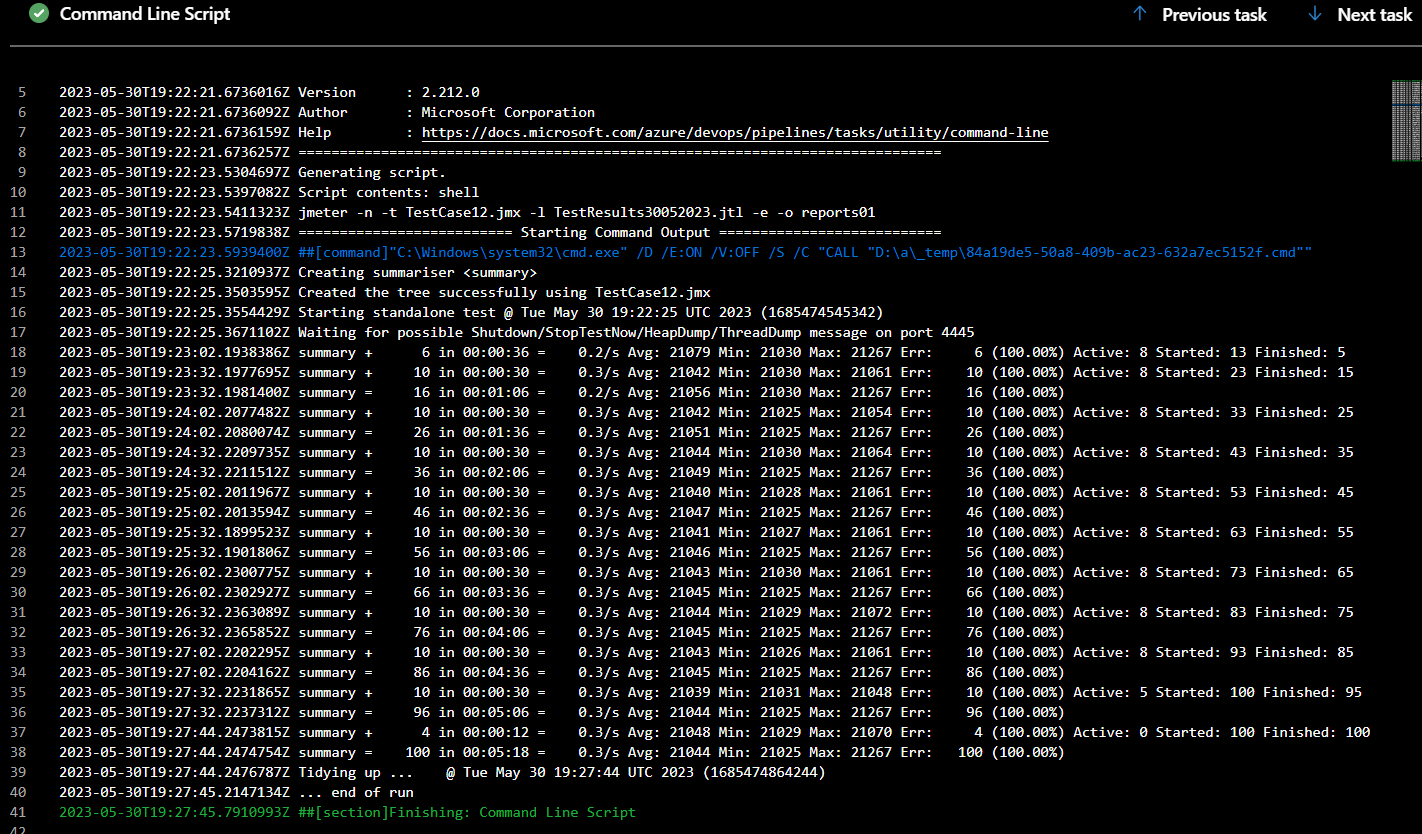 Command Line Script
↑ Previous task ↓ Next task
5 2023-05-30T19:22:21.6736016Z Version      : 2.212.0
6 2023-05-30T19:22:21.6736092Z Author       : Microsoft Corporation
7 2023-05-30T19:22:21.6736159Z Help         : https://docs.microsoft.com/azure/devops/pipelines/tasks/utility/command-line
8 2023-05-30T19:22:21.6736257Z ==============================================================================
9 2023-05-30T19:22:23.5304697Z Generating script.
10 2023-05-30T19:22:23.5397082Z Script contents: shell
11 2023-05-30T19:22:23.5411323Z jmeter -n -t TestCase12.jmx -l TestResults30052023.jtl -e -o reports01
12 2023-05-30T19:22:23.5719838Z ========================== Starting Command Output ===========================
13 2023-05-30T19:22:23.5939400Z ##[command]"C:\Windows\system32\cmd.exe" /D /E:ON /V:OFF /S /C "CALL "D:\a\_temp\84a19de5-50a8-409b-ac23-632a7ec5152f.cmd""
14 2023-05-30T19:22:25.3210937Z Creating summariser <summary>
15 2023-05-30T19:22:25.3503595Z Created the tree successfully using TestCase12.jmx
16 2023-05-30T19:22:25.3554429Z Starting standalone test @ Tue May 30 19:22:25 UTC 2023 (1685474545342)
17 2023-05-30T19:22:25.3671102Z Waiting for possible Shutdown/StopTestNow/HeapDump/ThreadDump message on port 4445
18 2023-05-30T19:23:02.1938386Z summary +      6 in 00:00:36 =    0.2/s Avg: 21079 Min: 21030 Max: 21267 Err:     6 (100.00%) Active: 8 Started: 13 Finished: 5
19 2023-05-30T19:23:32.1977695Z summary +     10 in 00:00:30 =    0.3/s Avg: 21042 Min: 21030 Max: 21061 Err:    10 (100.00%) Active: 8 Started: 23 Finished: 15
20 2023-05-30T19:23:32.1981400Z summary =     16 in 00:01:06 =    0.2/s Avg: 21056 Min: 21030 Max: 21267 Err:    16 (100.00%)
21 2023-05-30T19:24:02.2077482Z summary +     10 in 00:00:30 =    0.3/s Avg: 21042 Min: 21025 Max: 21054 Err:    10 (100.00%) Active: 8 Started: 33 Finished: 25
22 2023-05-30T19:24:02.2080074Z summary =     26 in 00:01:36 =    0.3/s Avg: 21051 Min: 21025 Max: 21267 Err:    26 (100.00%)
23 2023-05-30T19:24:32.2209735Z summary +     10 in 00:00:30 =    0.3/s Avg: 21044 Min: 21030 Max: 21064 Err:    10 (100.00%) Active: 8 Started: 43 Finished: 35
24 2023-05-30T19:24:32.2211512Z summary =     36 in 00:02:06 =    0.3/s Avg: 21049 Min: 21025 Max: 21267 Err:    36 (100.00%)
25 2023-05-30T19:25:02.2011967Z summary +     10 in 00:00:30 =    0.3/s Avg: 21040 Min: 21028 Max: 21061 Err:    10 (100.00%) Active: 8 Started: 53 Finished: 45
26 2023-05-30T19:25:02.2013594Z summary =     46 in 00:02:36 =    0.3/s Avg: 21047 Min: 21025 Max: 21267 Err:    46 (100.00%)
27 2023-05-30T19:25:32.1899523Z summary +     10 in 00:00:30 =    0.3/s Avg: 21041 Min: 21027 Max: 21061 Err:    10 (100.00%) Active: 8 Started: 63 Finished: 55
28 2023-05-30T19:25:32.1901806Z summary =     56 in 00:03:06 =    0.3/s Avg: 21046 Min: 21025 Max: 21267 Err:    56 (100.00%)
29 2023-05-30T19:26:02.2300775Z summary +     10 in 00:00:30 =    0.3/s Avg: 21043 Min: 21030 Max: 21061 Err:    10 (100.00%) Active: 8 Started: 73 Finished: 65
30 2023-05-30T19:26:02.2302927Z summary =     66 in 00:03:36 =    0.3/s Avg: 21045 Min: 21025 Max: 21267 Err:    66 (100.00%)
31 2023-05-30T19:26:32.2363089Z summary +     10 in 00:00:30 =    0.3/s Avg: 21044 Min: 21029 Max: 21072 Err:    10 (100.00%) Active: 8 Started: 83 Finished: 75
32 2023-05-30T19:26:32.2365852Z summary =     76 in 00:04:06 =    0.3/s Avg: 21045 Min: 21025 Max: 21267 Err:    76 (100.00%)
33 2023-05-30T19:27:02.2202295Z summary +     10 in 00:00:30 =    0.3/s Avg: 21043 Min: 21026 Max: 21061 Err:    10 (100.00%) Active: 8 Started: 93 Finished: 85
34 2023-05-30T19:27:02.2204162Z summary =     86 in 00:04:36 =    0.3/s Avg: 21045 Min: 21025 Max: 21267 Err:    86 (100.00%)
35 2023-05-30T19:27:32.2231865Z summary +     10 in 00:00:30 =    0.3/s Avg: 21039 Min: 21031 Max: 21048 Err:    10 (100.00%) Active: 5 Started: 100 Finished: 95
36 2023-05-30T19:27:32.2237312Z summary =     96 in 00:05:06 =    0.3/s Avg: 21044 Min: 21025 Max: 21267 Err:    96 (100.00%)
37 2023-05-30T19:27:44.2473815Z summary +      4 in 00:00:12 =    0.3/s Avg: 21048 Min: 21029 Max: 21070 Err:     4 (100.00%) Active: 0 Started: 100 Finished: 100
38 2023-05-30T19:27:44.2474754Z summary =    100 in 00:05:18 =    0.3/s Avg: 21044 Min: 21025 Max: 21267 Err:   100 (100.00%)
39 2023-05-30T19:27:44.2476787Z Tidying up ...    @ Tue May 30 19:27:44 UTC 2023 (1685474864244)
40 2023-05-30T19:27:45.2147134Z ... end of run
41 2023-05-30T19:27:45.7910993Z ##[section]Finishing: Command Line Script
42